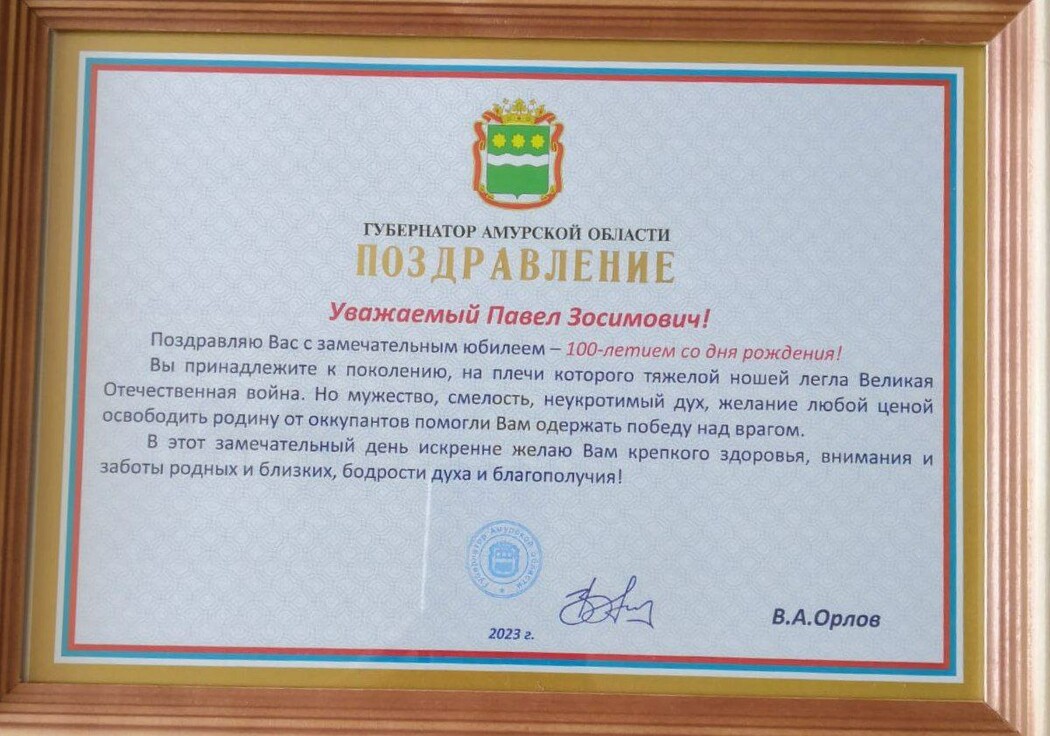 ГУБЕРНАТОР АМУРСКОЙ ОБЛАСТИ
ПОЗДРАВЛЕНИЕ
Уважаемый Павел Зосимович!
Поздравляю Вас с замечательным юбилеем – 100-летием со дня рождения!
Вы принадлежите к поколению, на плечи которого тяжелой ношей легла Великая
Отечественная война. Но мужество, смелость, неукротимый дух, желание любой ценой
освободить родину от оккупантов помогли Вам одержать победу над врагом.
В этот замечательный день искренне желаю Вам крепкого здоровья, внимания и
заботы родных и близких, бодрости духа и благополучия!
Губернатор Амурской области
В.А.Орлов
2023 г.